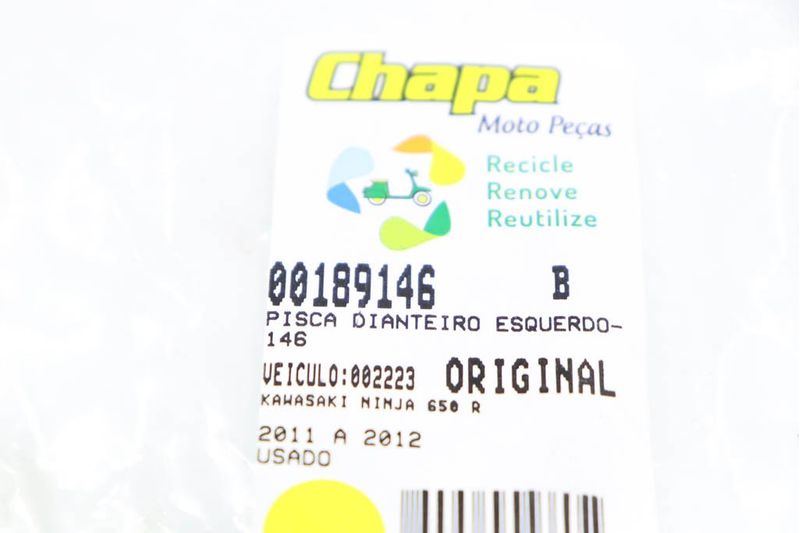 Chapa
Moto Peças
Recicle
Renove
Reutilize
00189146 B
PISCA DIANTEIRO ESQUERDO-
146
VEICULO:002223 ORIGINAL
KAWASAKI NINJA 650 R
2011 A 2012
USADO